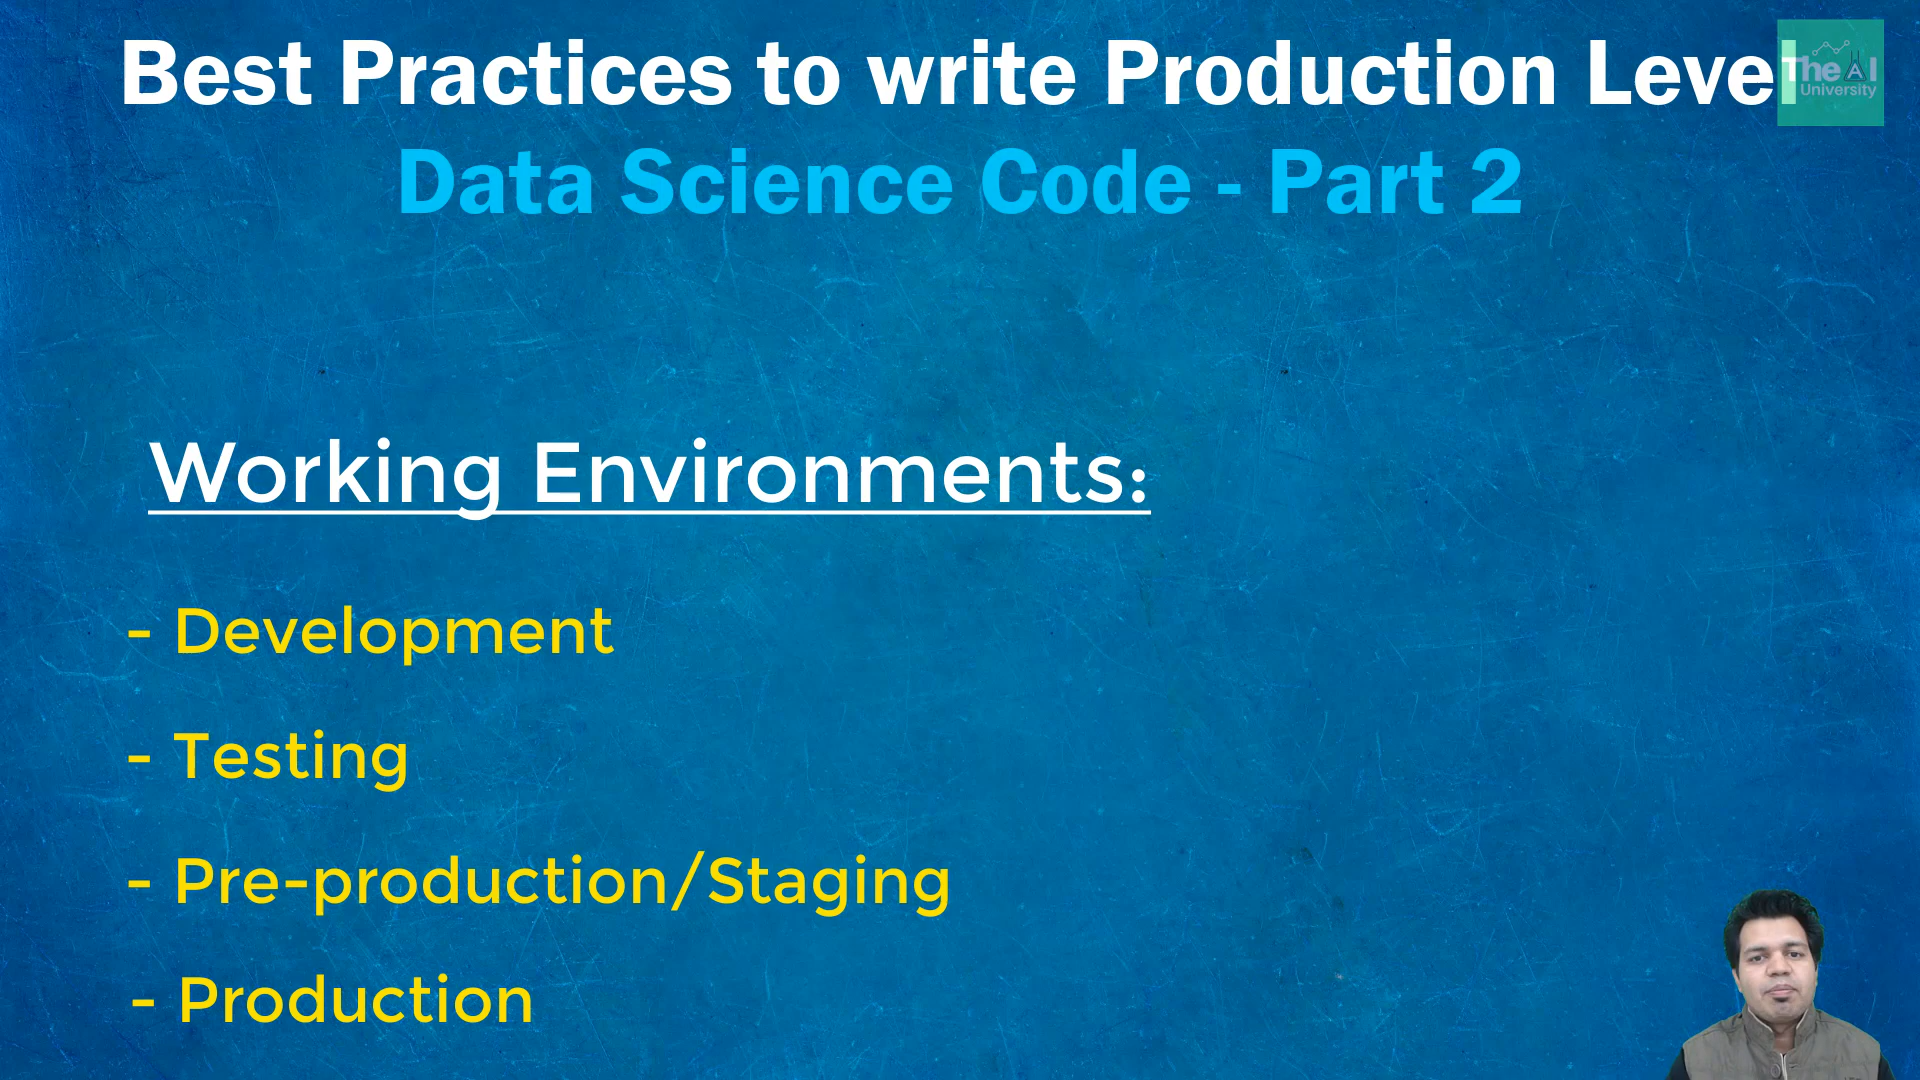 Best Practices to write Production Level
Data Science Code - Part 2
The AI
University
Working Environments:
- Development
- Testing
- Pre-production/Staging
- Production